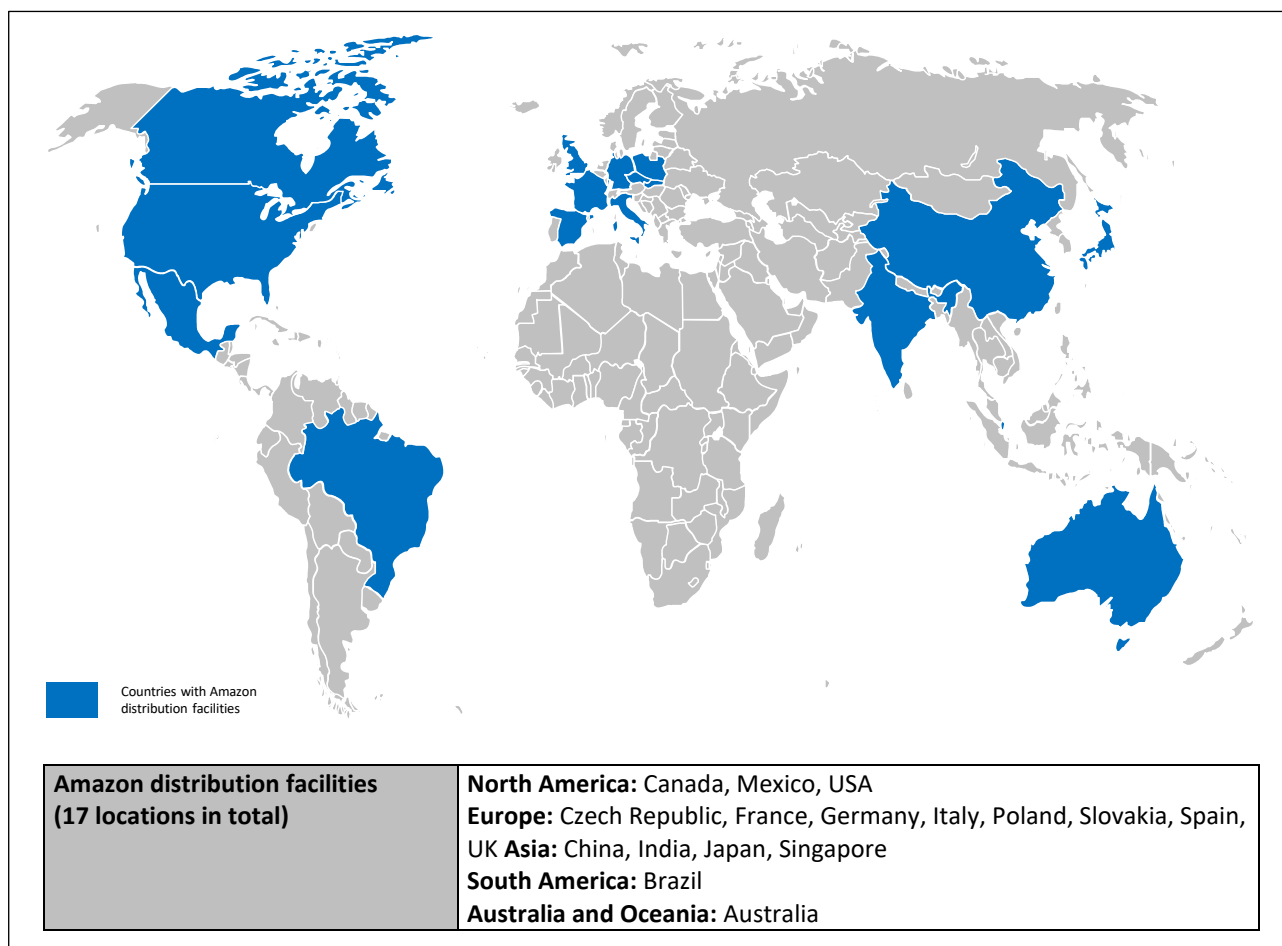 Countries with Amazon
distribution facilities
Amazon distribution facilities
(17 locations in total)
North America: Canada, Mexico, USA
Europe: Czech Republic, France, Germany, Italy, Poland, Slovakia, Spain,
UK Asia: China, India, Japan, Singapore
South America: Brazil
Australia and Oceania: Australia